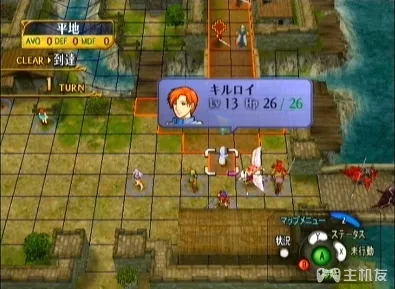 平地
AVO 0 DEF 0 MDF 0
CLEAR 到達
1 TURN
キルロイ
Lv 13 Hp 26 / 26
マップメニュー Z
ステータス
Y
状況
X 未行動
A
B
主机友